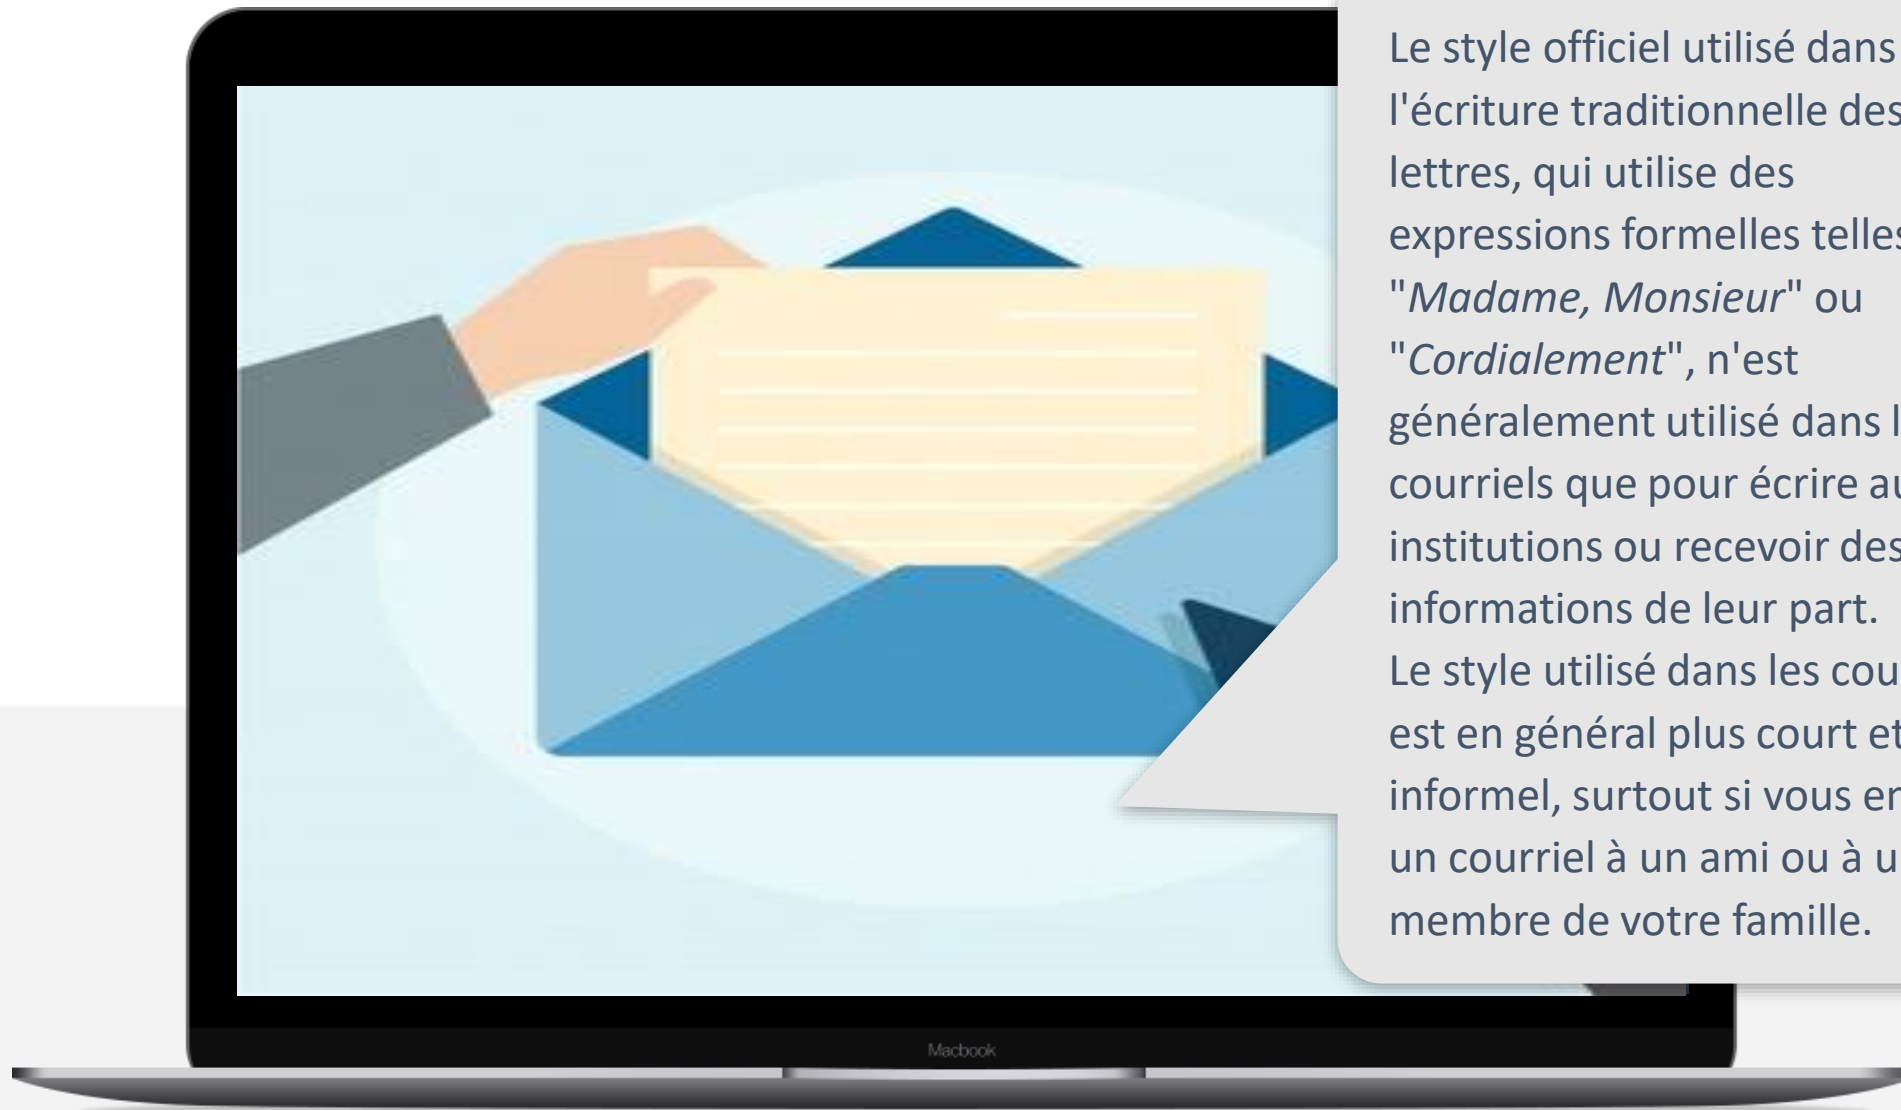 Le style officiel utilisé dans
l'écriture traditionnelle des
lettres, qui utilise des
expressions formelles telles
"Madame, Monsieur" ou
"Cordialement", n'est
généralement utilisé dans
courriels que pour écrire
institutions ou recevoir des
informations de leur part.
Le style utilisé dans les
est en général plus court et
informel, surtout si vous
un courriel à un ami ou à
membre de votre famille.
Macbook